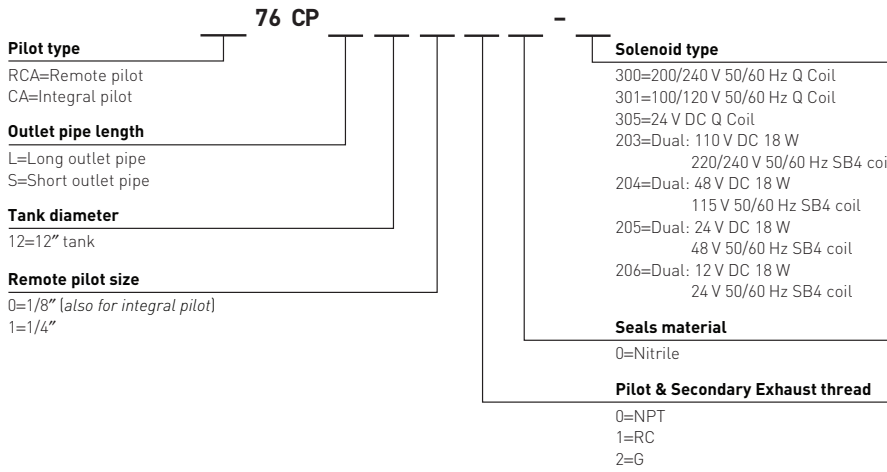 76 CP
–
Pilot type
RCA=Remote pilot
CA=Integral pilot
Outlet pipe length
L=Long outlet pipe
S=Short outlet pipe
Tank diameter
12=12″ tank
Remote pilot size
0=1/8″ (also for integral pilot)
1=1/4″
Solenoid type
300=200/240 V 50/60 Hz Q Coil
301=100/120 V 50/60 Hz Q Coil
305=24 V DC Q Coil
203=Dual: 110 V DC 18 W
220/240 V 50/60 Hz SB4 coi
204=Dual: 48 V DC 18 W
115 V 50/60 Hz SB4 coil
205=Dual: 24 V DC 18 W
48 V 50/60 Hz SB4 coil
206=Dual: 12 V DC 18 W
24 V 50/60 Hz SB4 coil
Seals material
0=Nitrile
Pilot & Secondary Exhaust thread
0=NPT
1=RC
2=G